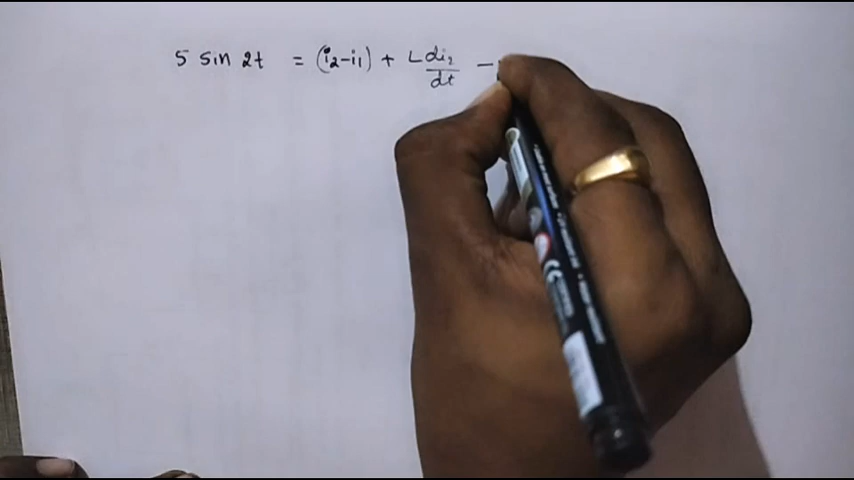 5 sin 2t = (i₂-i₁) + L di₂/dt -